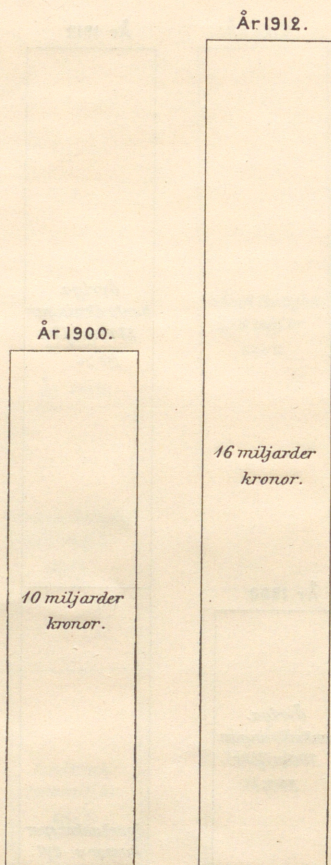 År 1912.
År 1900.
16 miljarder
kronor.
10 miljarder
kronor.